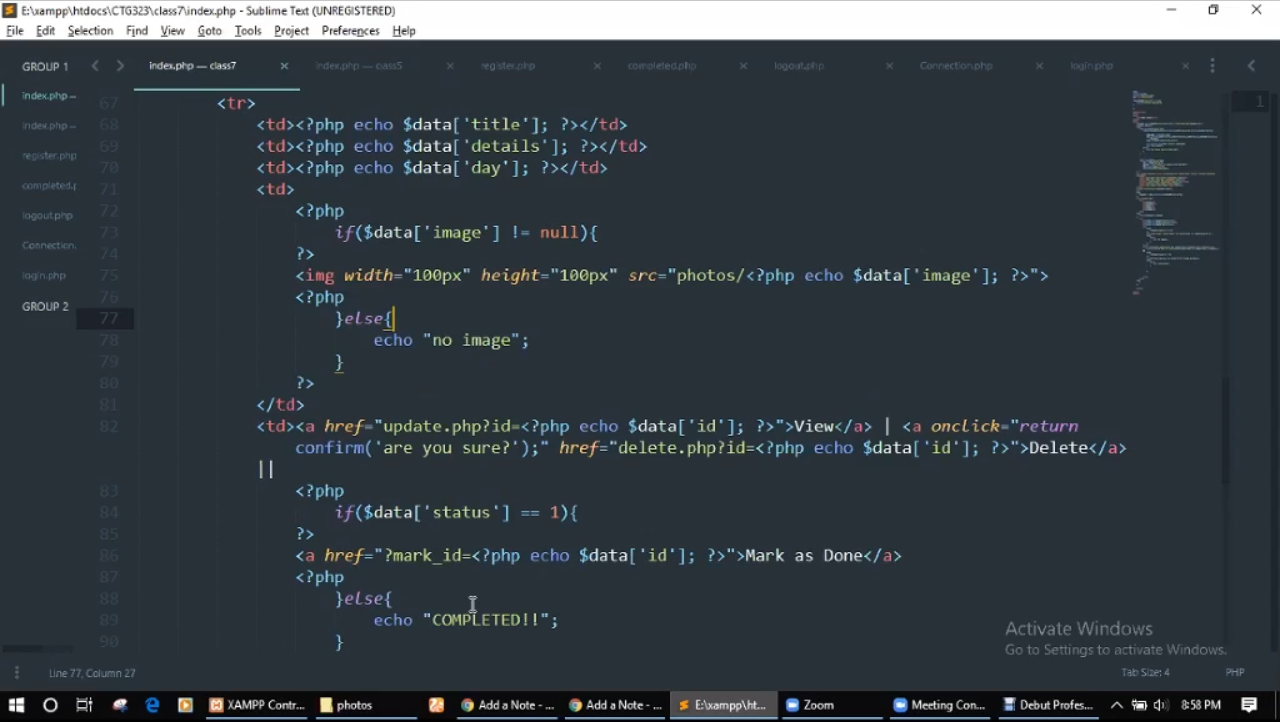 E:\xampp\htdocs\CTG323\class7\index.php - Sublime Text (UNREGISTERED)
File Edit Selection Find View Goto Tools Project Preferences Help
GROUP 1
index.php — class7
index.php — class5
register.php
completed.php
logout.php
Connection.php
login.php
index.php —
index.php —
register.php
completed.p
logout.php
Connection.
login.php
GROUP 2
1
67 <tr>
68 <td><?php echo $data['title']; ?></td>
69 <td><?php echo $data['details']; ?></td>
70 <td><?php echo $data['day']; ?></td>
71 <td>
72 <?php
73 if($data['image'] != null){
74 ?>
75 <img width="100px" height="100px" src="photos/<?php echo $data['image']; ?>">
76 <?php
77 }else{
78 echo "no image";
79 }
80 ?>
81 </td>
82 <td><a href="update.php?id=<?php echo $data['id']; ?>">View</a> | <a onclick="return
confirm('are you sure?');" href="delete.php?id=<?php echo $data['id']; ?>">Delete</a>
||
83 <?php
84 if($data['status'] == 1){
85 ?>
86 <a href="?mark_id=<?php echo $data['id']; ?>">Mark as Done</a>
87 <?php
88 }else{
89 echo "COMPLETED!!";
90 }
Activate Windows
Go to Settings to activate Windows.
Line 77, Column 27
Tab Size: 4
PHP
XAMPP Contr...
photos
Add a Note - ...
Add a Note - ...
E:\xampp\ht...
Zoom
Meeting Con...
Debut Profes...
8:58 PM